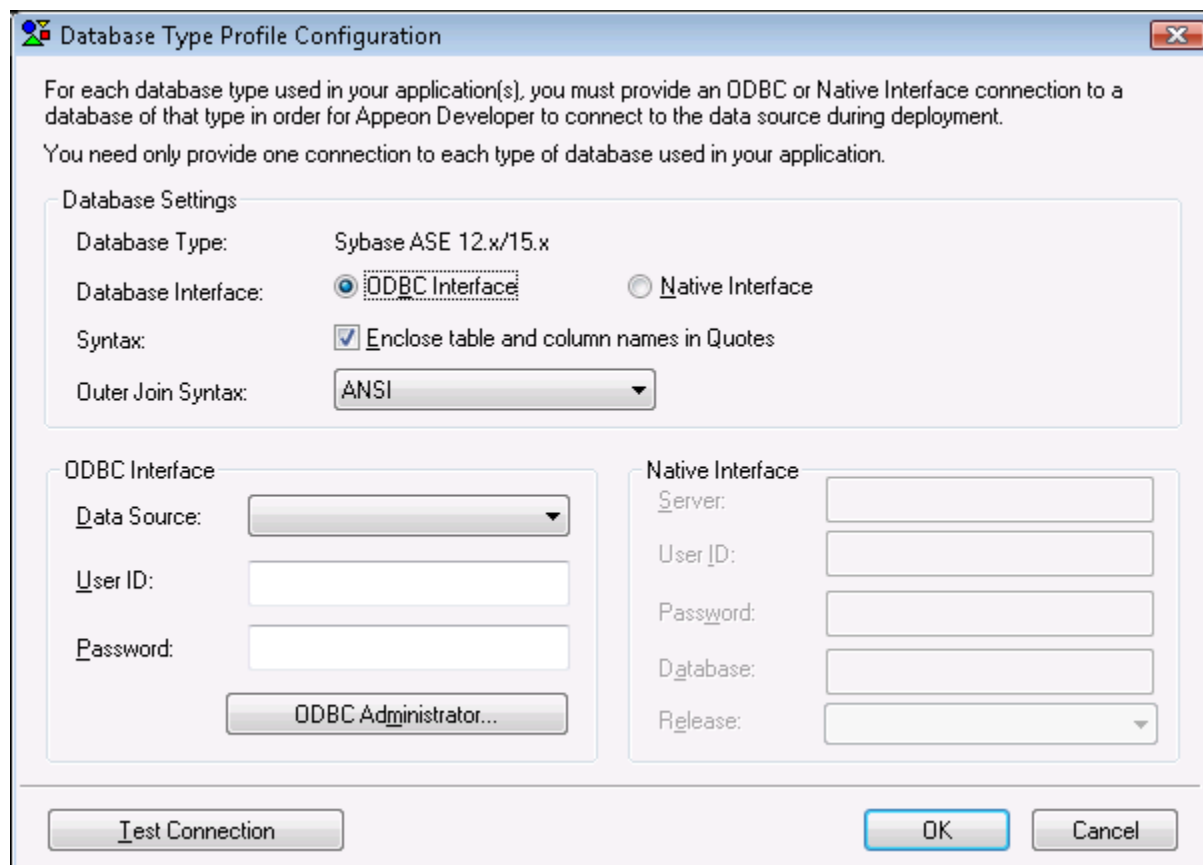 Database Type Profile Configuration
For each database type used in your application(s), you must provide an ODBC or Native Interface connection to a
database of that type in order for Appeon Developer to connect to the data source during deployment.
You need only provide one connection to each type of database used in your application.
Database Settings
Database Type: Sybase ASE 12.x/15.x
Database Interface: ODBC Interface Native Interface
Syntax: Enclose table and column names in Quotes
Outer Join Syntax: ANSI
ODBC Interface
Data Source:
User ID:
Password:
ODBC Administrator...
Native Interface
Server:
User ID:
Password:
Database:
Release:
Test Connection
OK
Cancel